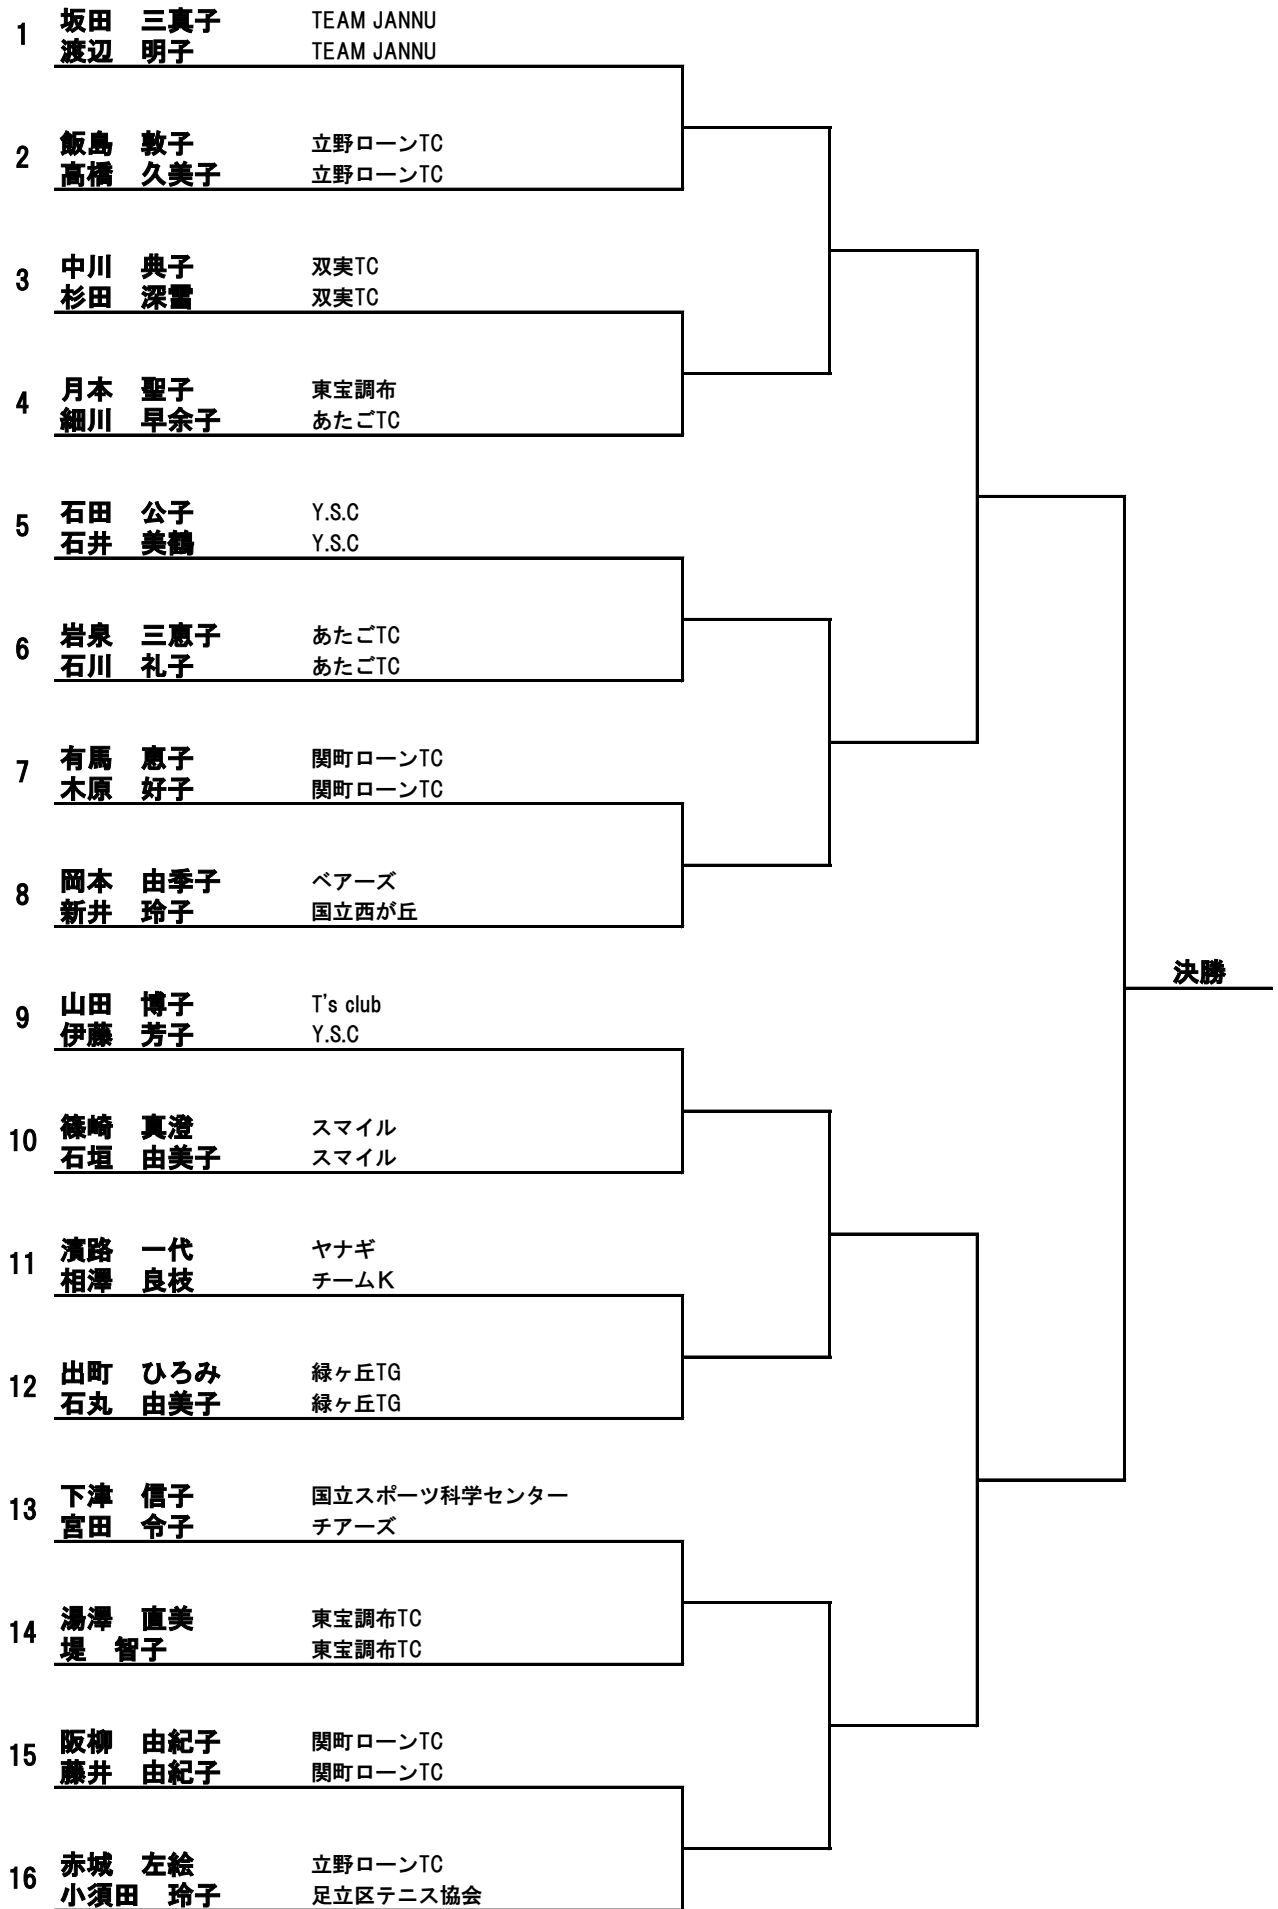 1 坂田　三真子 TEAM JANNU
渡辺　明子 TEAM JANNU
2 飯島　敦子 立野ローンTC
高橋　久美子 立野ローンTC
3 中川　典子 双実TC
杉田　深雪 双実TC
4 月本　聖子 東宝調布
細川　早余子 あたごTC
5 石田　公子 Y.S.C
石井　美鶴 Y.S.C
6 岩泉　三恵子 あたごTC
石川　礼子 あたごTC
7 有馬　恵子 関町ローンTC
木原　好子 関町ローンTC
8 岡本　由季子 ベアーズ
新井　玲子 国立西が丘
決勝
9 山田　博子 T's club
伊藤　芳子 Y.S.C
10 篠崎　真澄 スマイル
石垣　由美子 スマイル
11 濱路　一代 ヤナギ
相澤　良枝 チームＫ
12 出町　ひろみ 緑ヶ丘TG
石丸　由美子 緑ヶ丘TG
13 下津　信子 国立スポーツ科学センター
宮田　令子 チアーズ
14 湯澤　直美 東宝調布TC
堤　智子 東宝調布TC
15 阪柳　由紀子 関町ローンTC
藤井　由紀子 関町ローンTC
16 赤城　左絵 立野ローンTC
小須田　玲子 足立区テニス協会